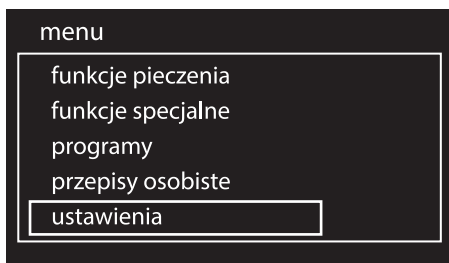 menu
funkcje pieczenia
funkcje specjalne
programy
przepisy osobiste
ustawienia